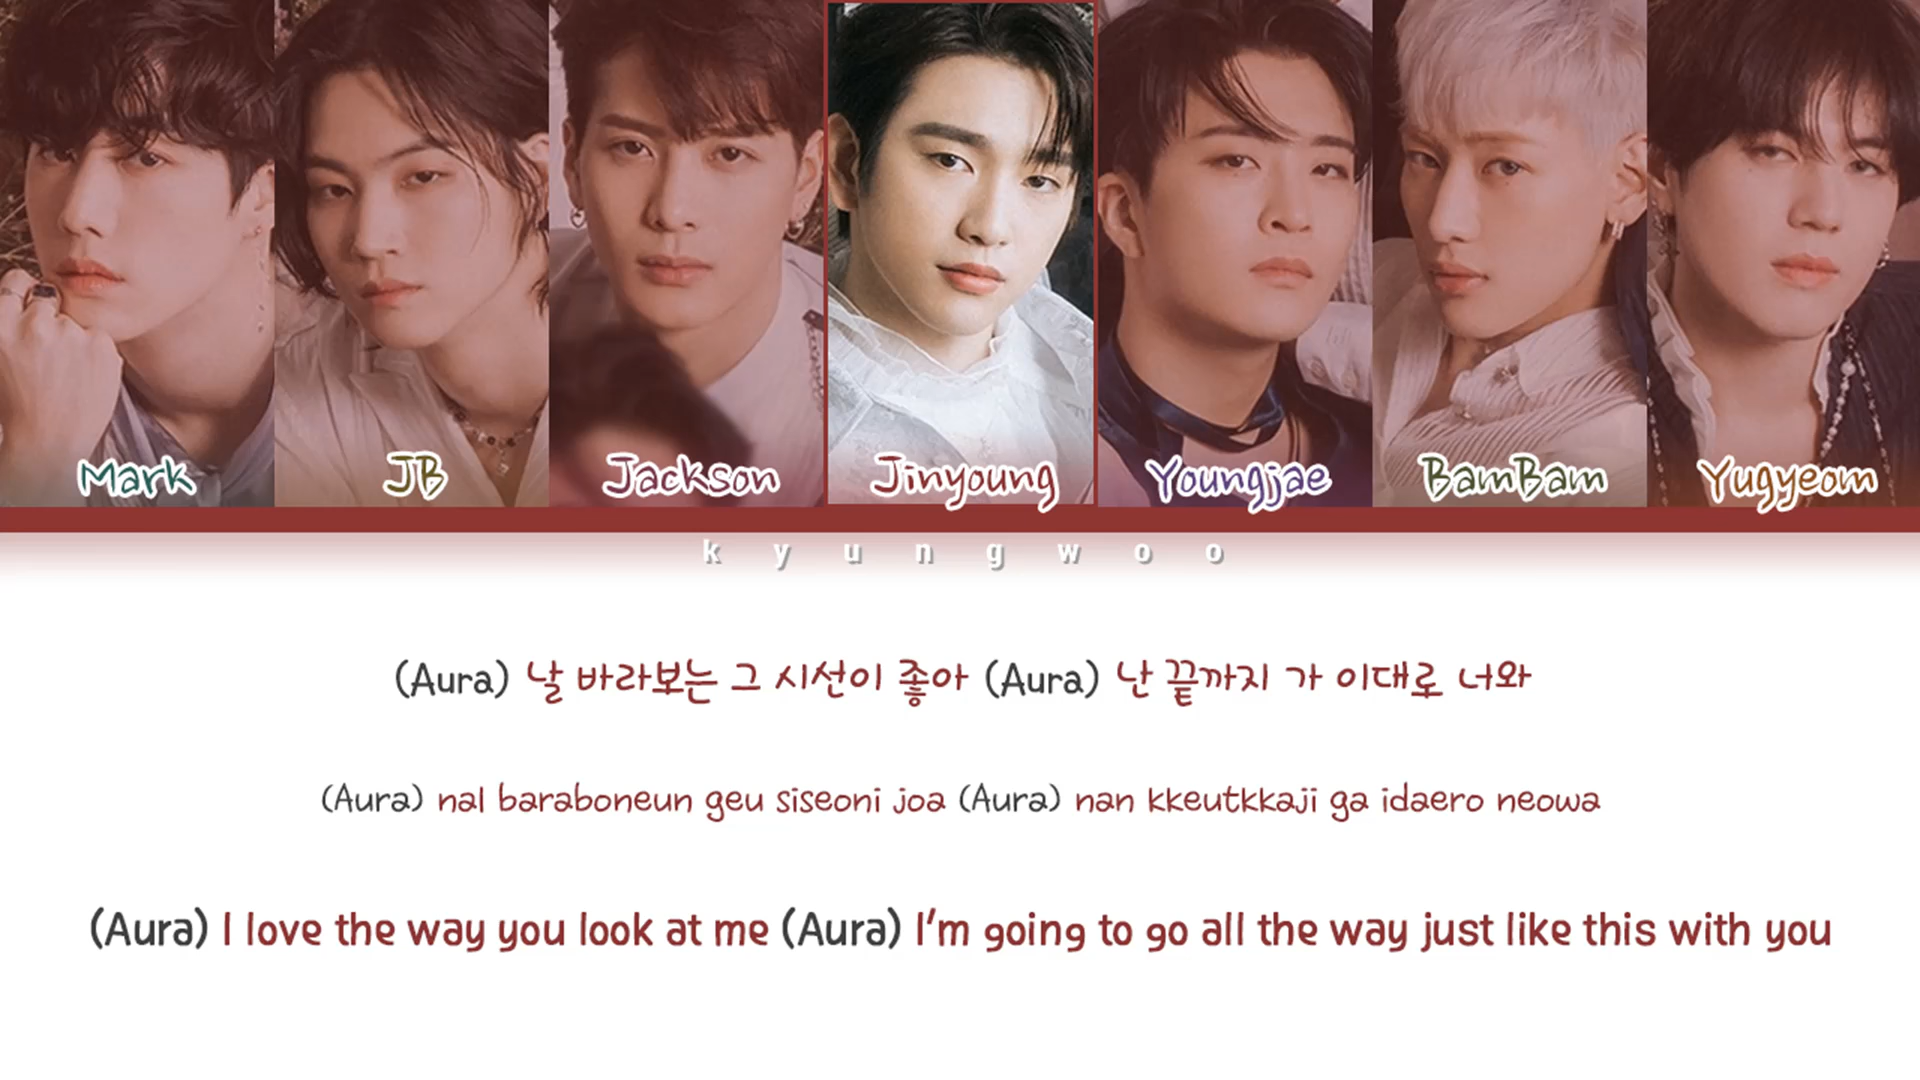 Mark JB Jackson Jinyoung Youngjae BamBam Yugyeom
kyungwoo
(Aura) 날 바라보는 그 시선이 좋아 (Aura) 난 끝까지 가 이대로 너와
(Aura) nal baraboneun geu siseoni joa (Aura) nan kkeutkkaji ga idaero neowa
(Aura) I love the way you look at me (Aura) I'm going to go all the way just like this with you